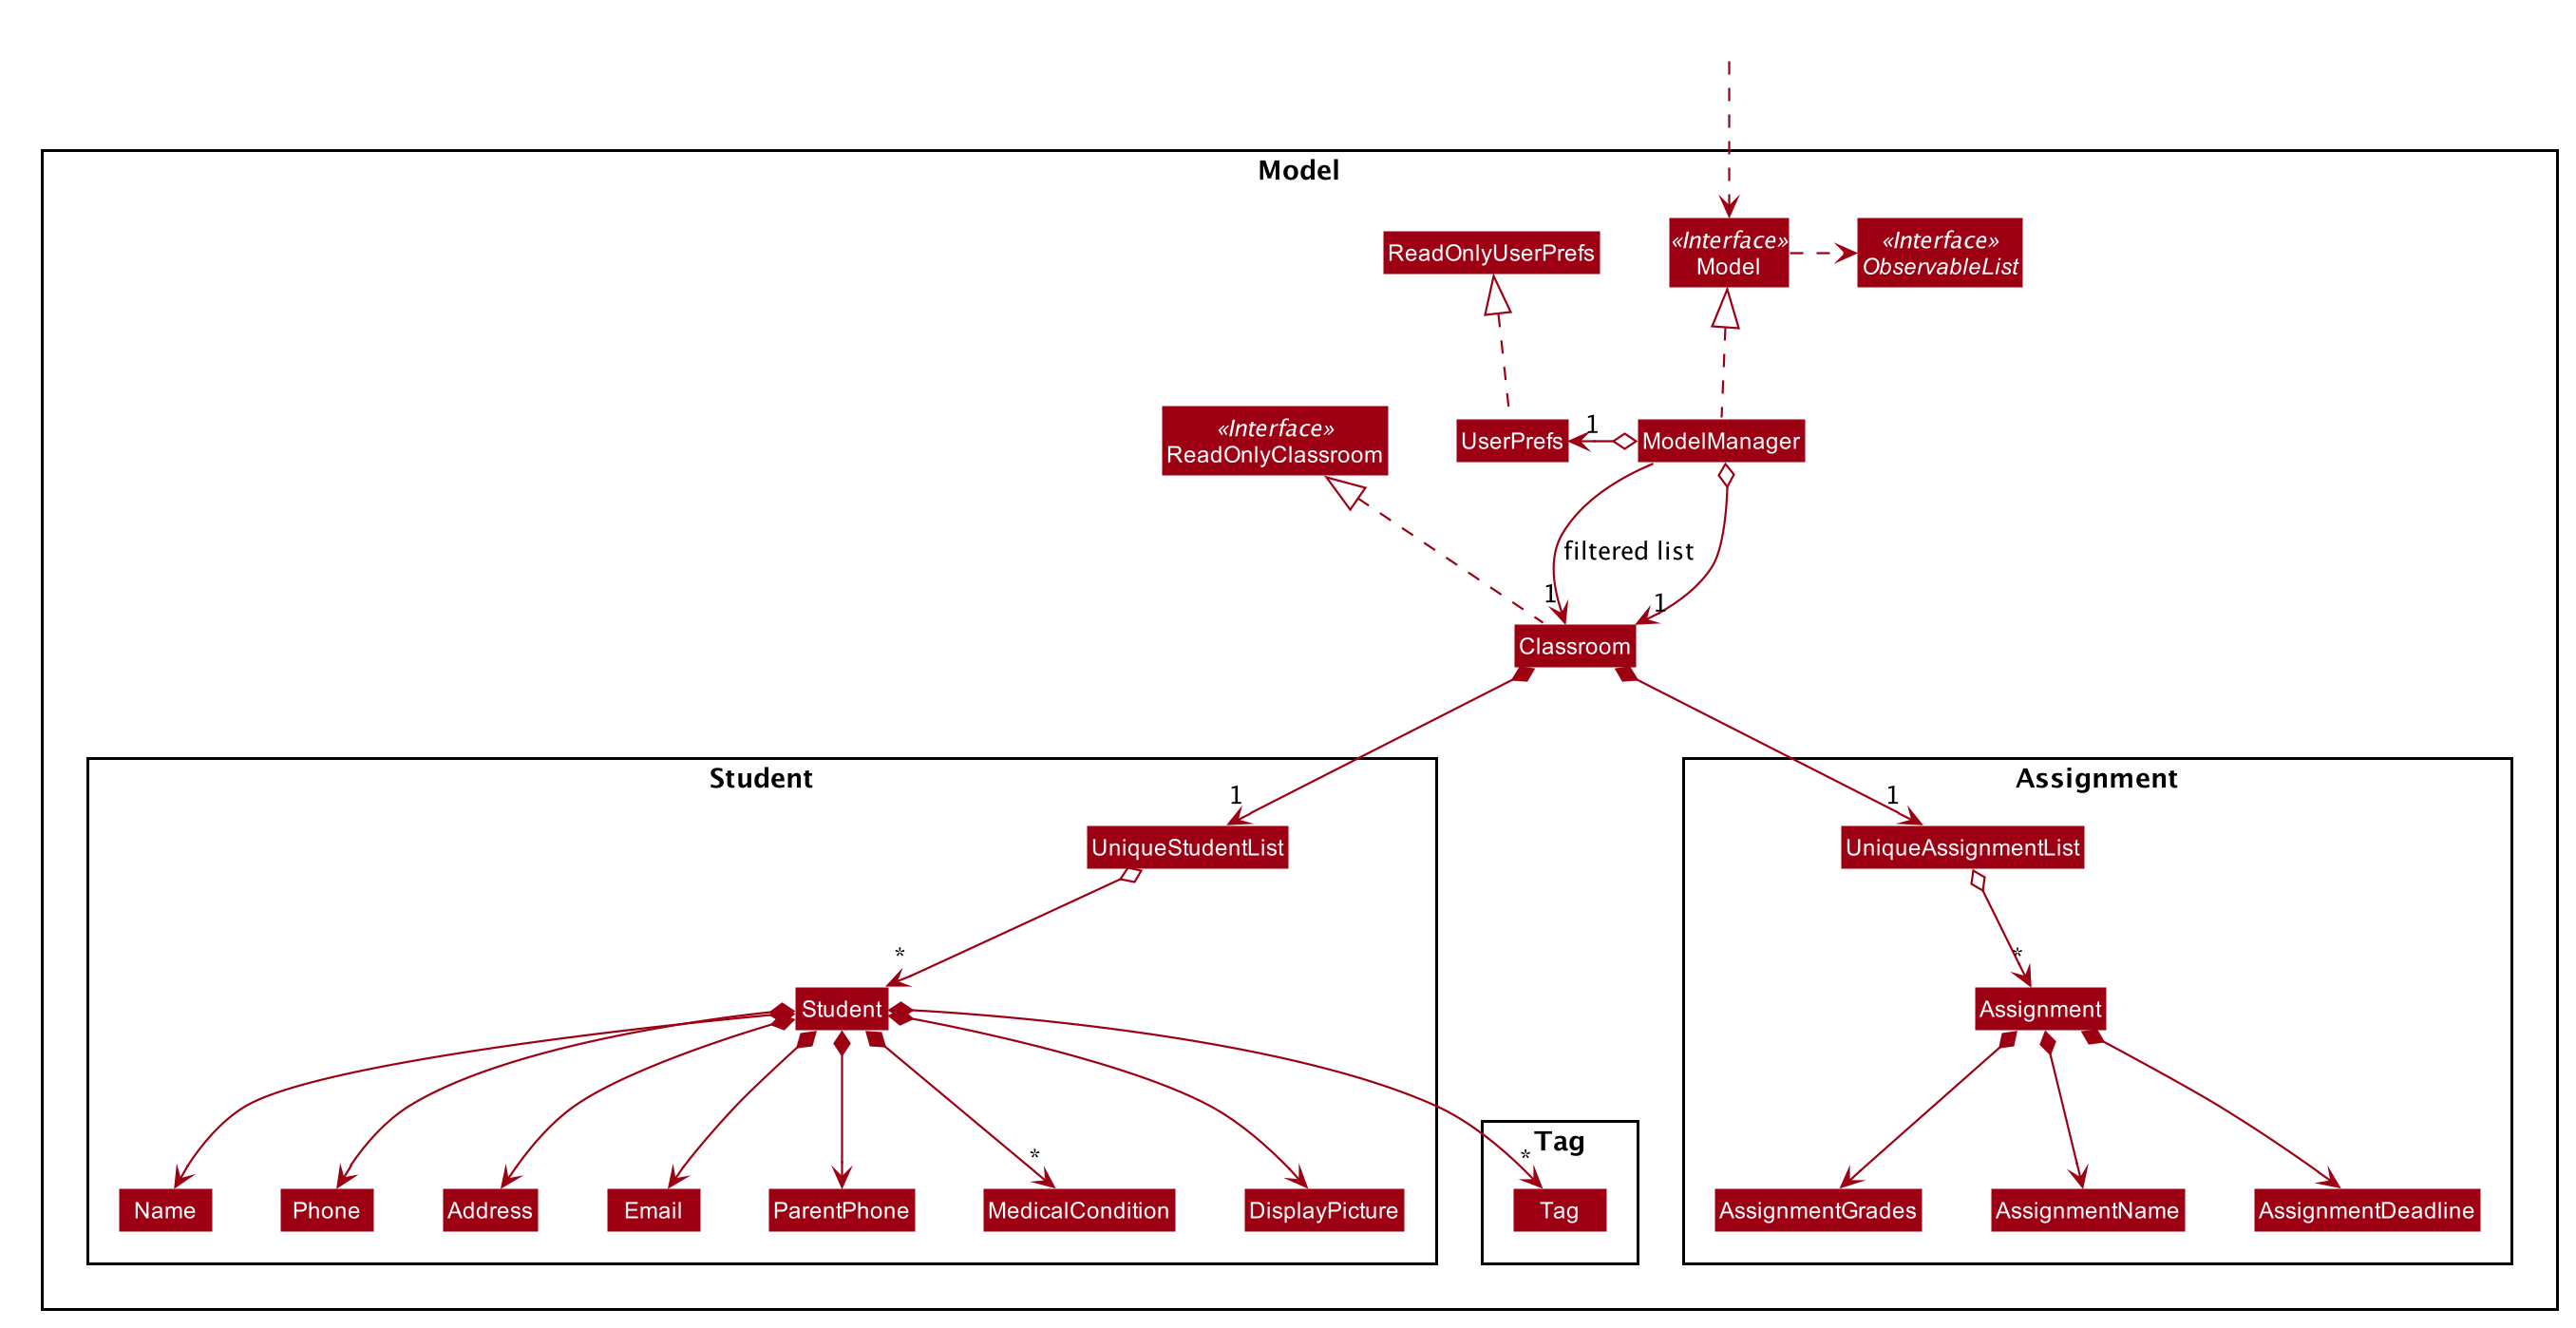 Model
«Interface»
Model
«Interface»
ObservableList
ReadOnlyUserPrefs
«Interface»
ReadOnlyClassroom
UserPrefs
1
ModelManager
filtered list
1
1
Classroom
Student
1
UniqueStudentList
*
Student
Name
Phone
Address
Email
ParentPhone
*
MedicalCondition
DisplayPicture
Tag
*
Tag
Assignment
1
UniqueAssignmentList
*
Assignment
AssignmentGrades
AssignmentName
AssignmentDeadline